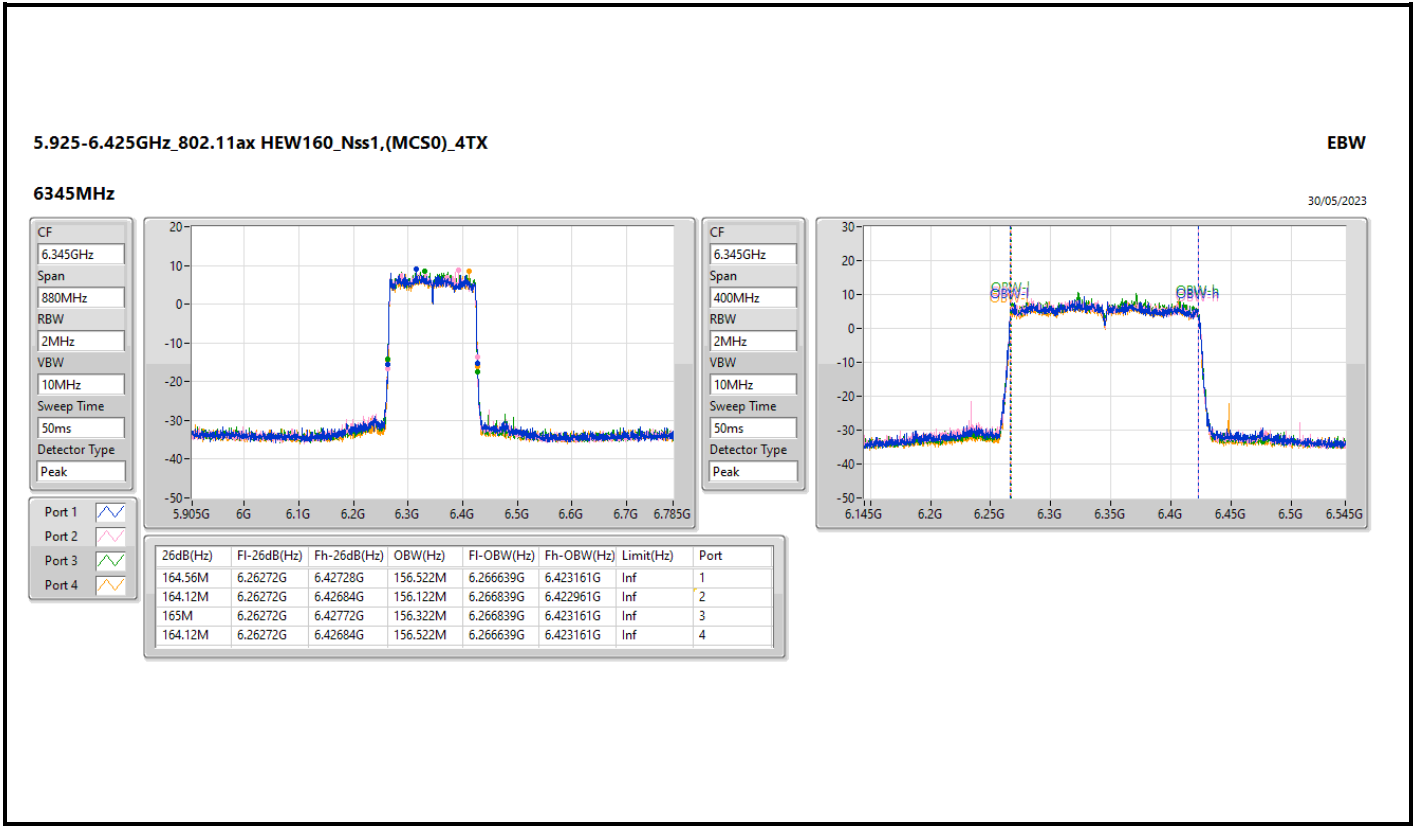 5.925-6.425GHz_802.11ax HEW160_Nss1,(MCS0)_4TX
EBW
6345MHz
30/05/2023
CF
6.345GHz
Span
880MHz
RBW
2MHz
VBW
10MHz
Sweep Time
50ms
Detector Type
Peak
Port 1
Port 2
Port 3
Port 4
20
10
0
-10
-20
-30
-40
-50
5.905G 6G 6.1G 6.2G 6.3G 6.4G 6.5G 6.6G 6.7G 6.785G
CF
6.345GHz
Span
400MHz
RBW
2MHz
VBW
10MHz
Sweep Time
50ms
Detector Type
Peak
30
20
10
0
-10
-20
-30
-40
-50
OBW-l OBW-h
OBW-l OBW-h
6.145G 6.2G 6.25G 6.3G 6.35G 6.4G 6.45G 6.5G 6.545G
26dB(Hz) Fl-26dB(Hz) Fh-26dB(Hz) OBW(Hz) Fl-OBW(Hz) Fh-OBW(Hz) Limit(Hz) Port
164.56M 6.26272G 6.42728G 156.522M 6.266639G 6.423161G Inf 1
164.12M 6.26272G 6.42684G 156.122M 6.266839G 6.422961G Inf 2
165M 6.26272G 6.42772G 156.322M 6.266839G 6.423161G Inf 3
164.12M 6.26272G 6.42684G 156.522M 6.266639G 6.423161G Inf 4